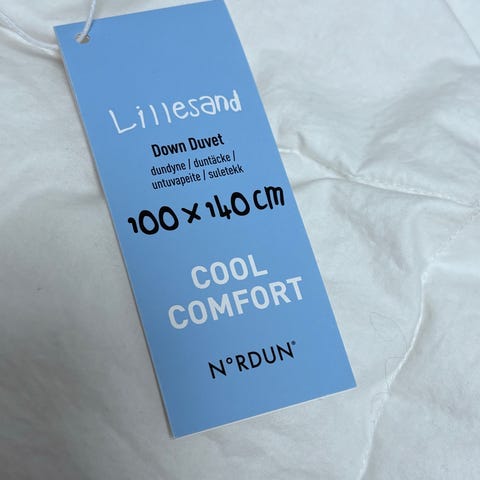 Lillesand
Down Duvet
dundyne / duntäcke /
untuvapeite / suletekk
100 x 140 cm
COOL
COMFORT
N°RDUN®